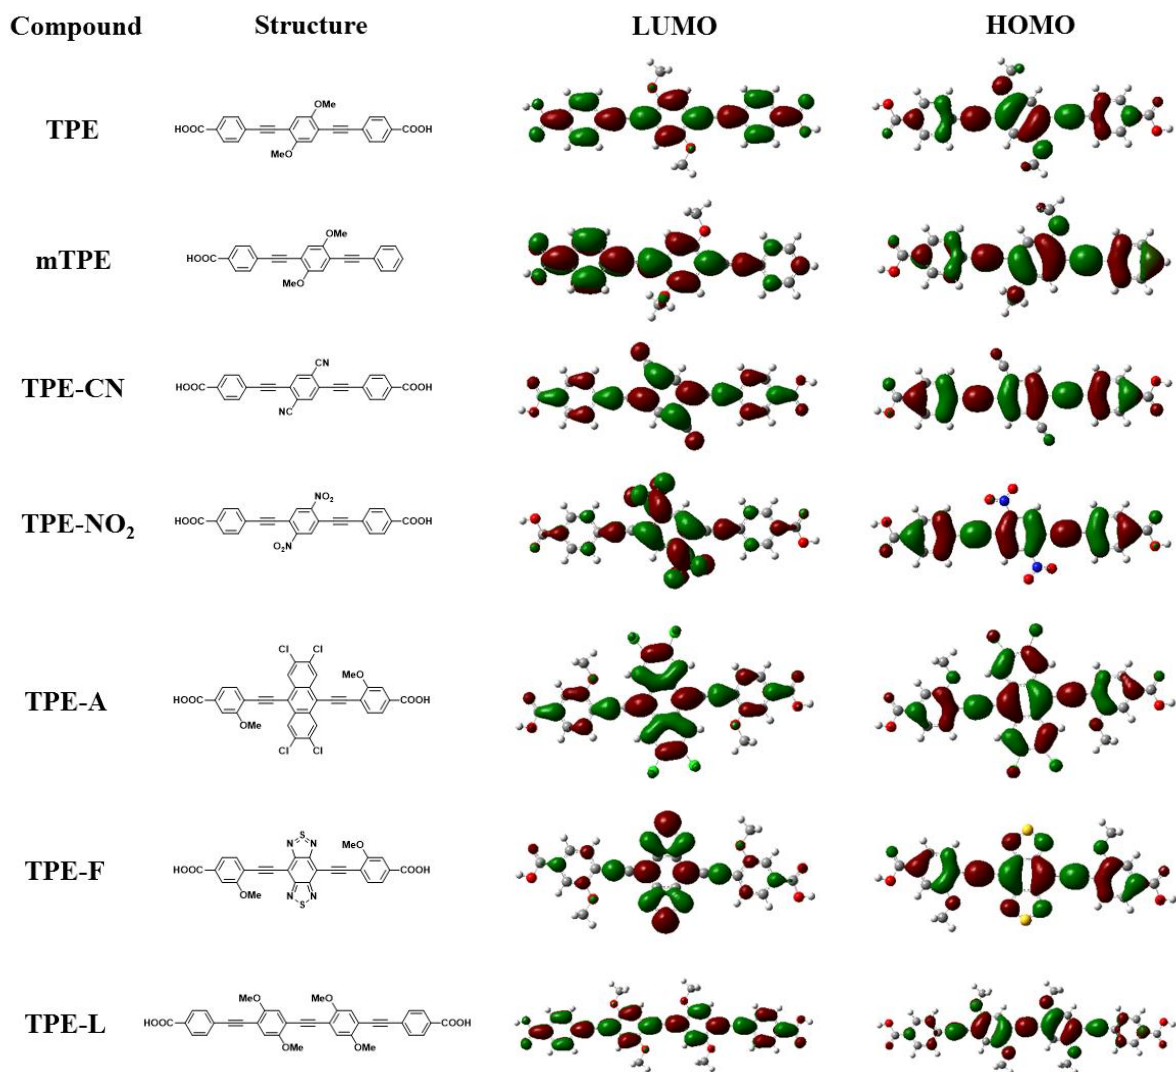 Compound Structure LUMO HOMO
TPE
OMe
HOOC COOH
MeO
mTPE
OMe
HOOC
MeO
TPE-CN
CN
HOOC COOH
NC
TPE-NO₂
NO₂
HOOC COOH
O₂N
TPE-A
Cl Cl
MeO
HOOC COOH
OMe
Cl Cl
TPE-F
S
N N
MeO
HOOC COOH
OMe
N N
S
TPE-L
MeO OMe
HOOC COOH
OMe OMe